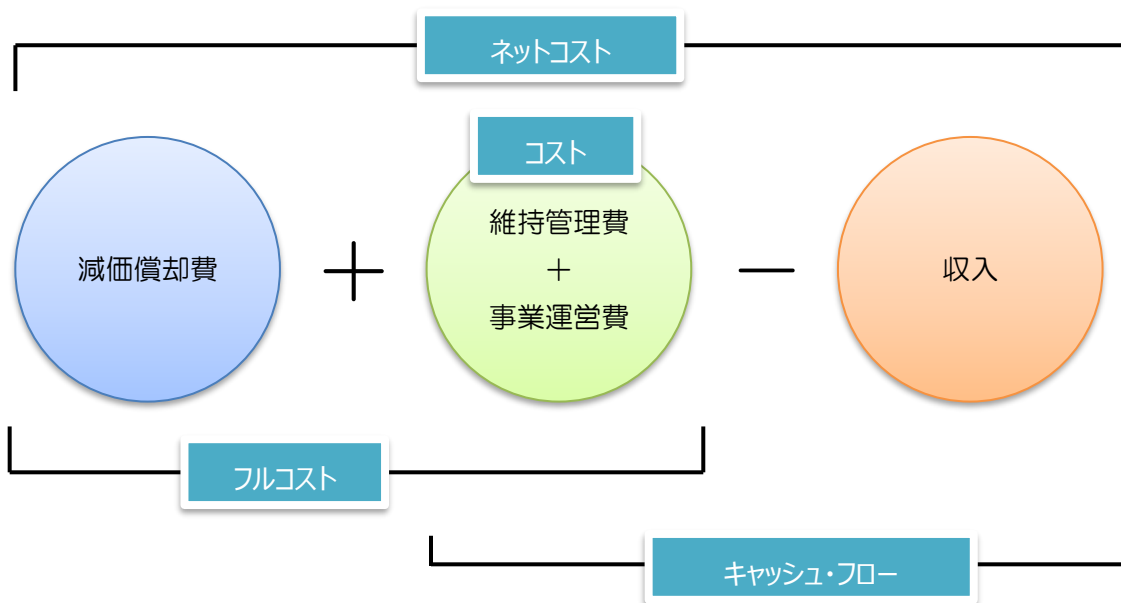 ネットコスト
コスト
減価償却費
＋
維持管理費
＋
事業運営費
－
収入
フルコスト
キャッシュ・フロー